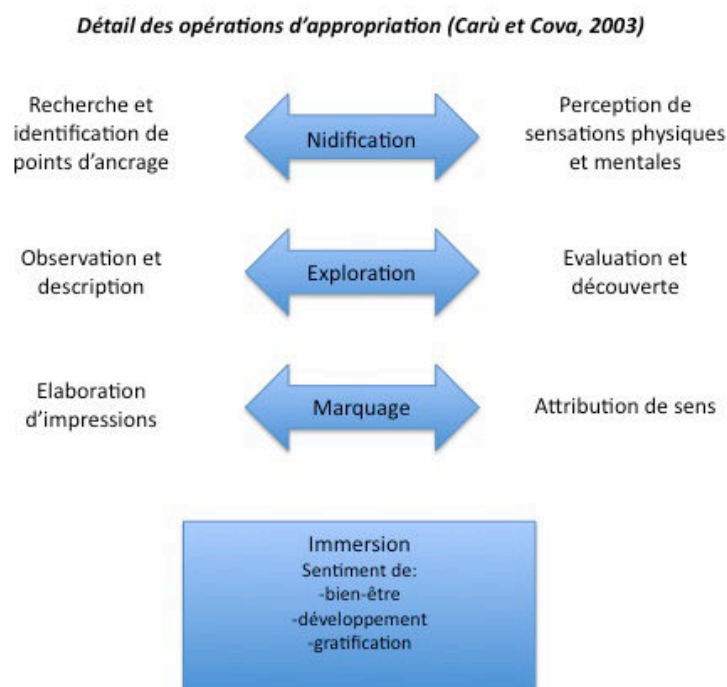 Détail des opérations d'appropriation (Carù et Cova, 2003)
Recherche et
identification de
points d'ancrage
Nidification
Perception de
sensations physiques
et mentales
Observation et
description
Exploration
Evaluation et
découverte
Elaboration
d'impressions
Marquage
Attribution de sens
Immersion
Sentiment de:
-bien-être
-développement
-gratification